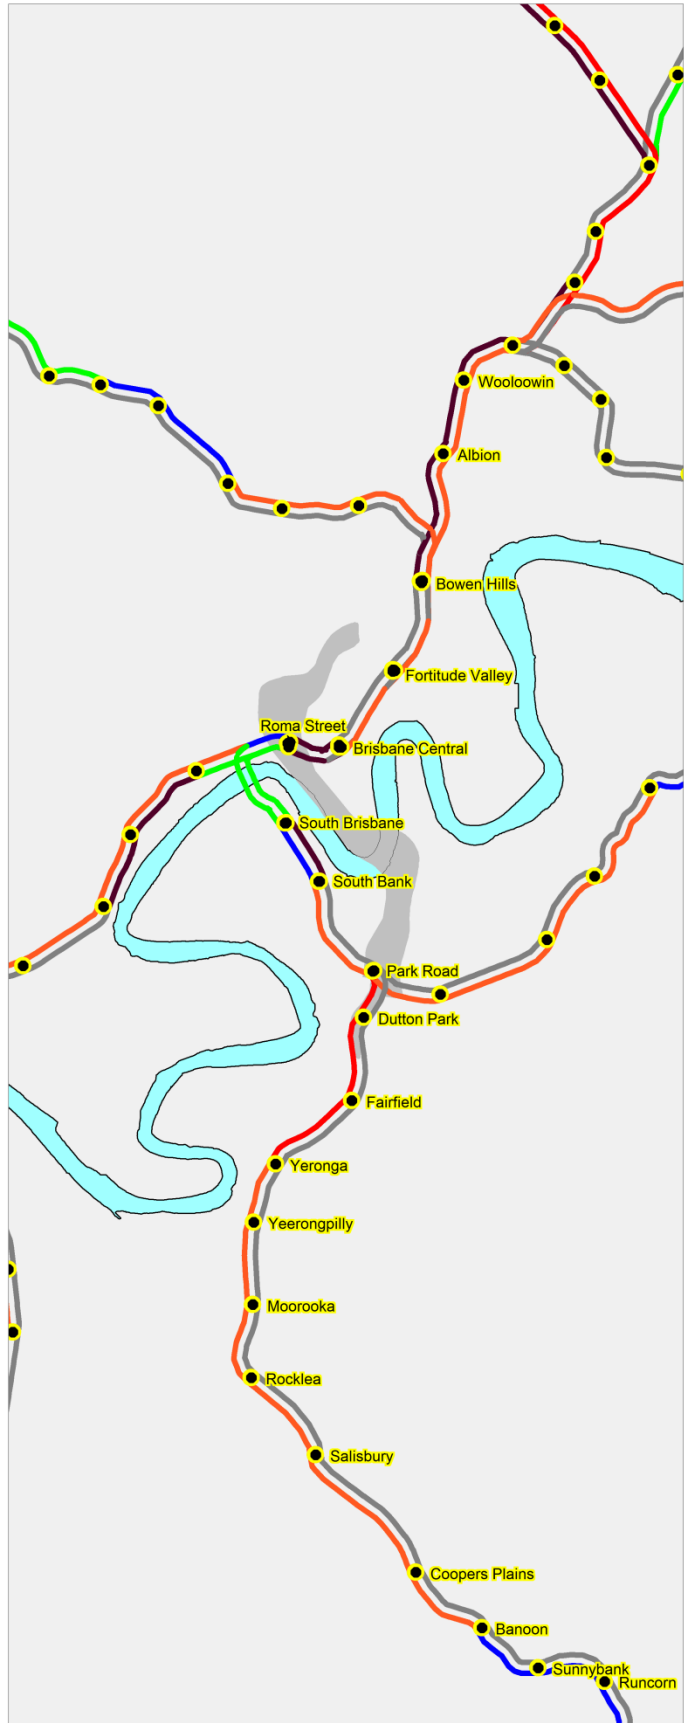 Wooloowin
Albion
Bowen Hills
Fortitude Valley
Roma Street
Brisbane Central
South Brisbane
South Bank
Park Road
Dutton Park
Fairfield
Yeronga
Yeerongpilly
Moorooka
Rocklea
Salisbury
Coopers Plains
Banoon
Sunnybank
Runcorn